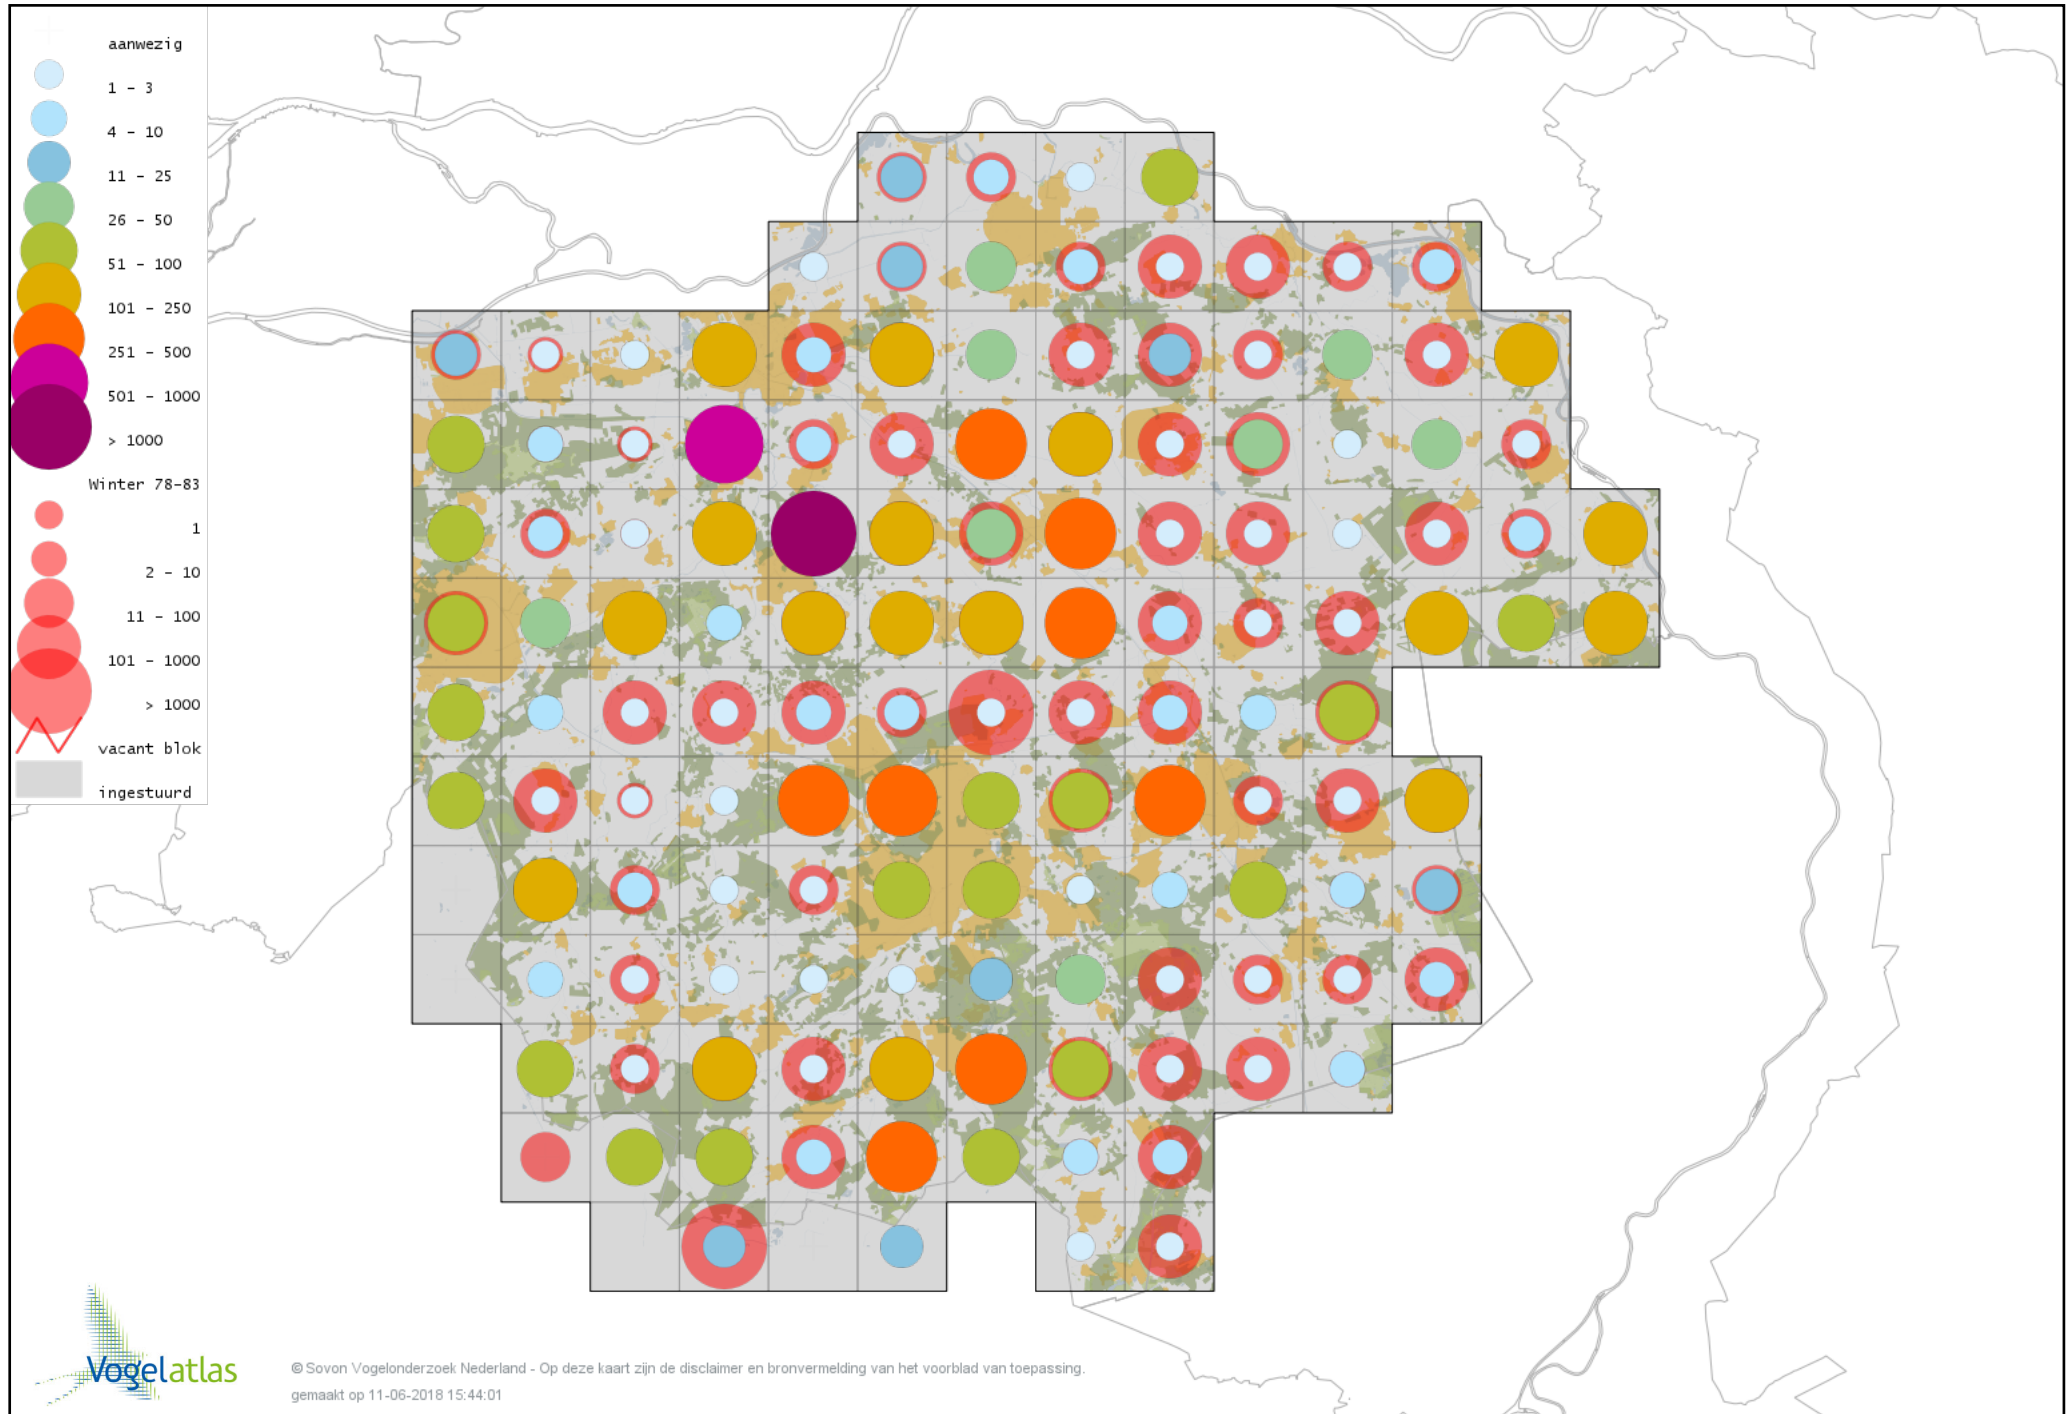 aanwezig
1 - 3
4 - 10
11 - 25
26 - 50
51 - 100
101 - 250
251 - 500
501 - 1000
> 1000
Winter 78-83
1
2 - 10
11 - 100
101 - 1000
> 1000
vacant blok
ingestuurd
Vogelatlas
© Sovon Vogelonderzoek Nederland - Op deze kaart zijn de disclaimer en bronvermelding van het voorblad van toepassing.
gemaakt op 11-06-2018 15:44:01